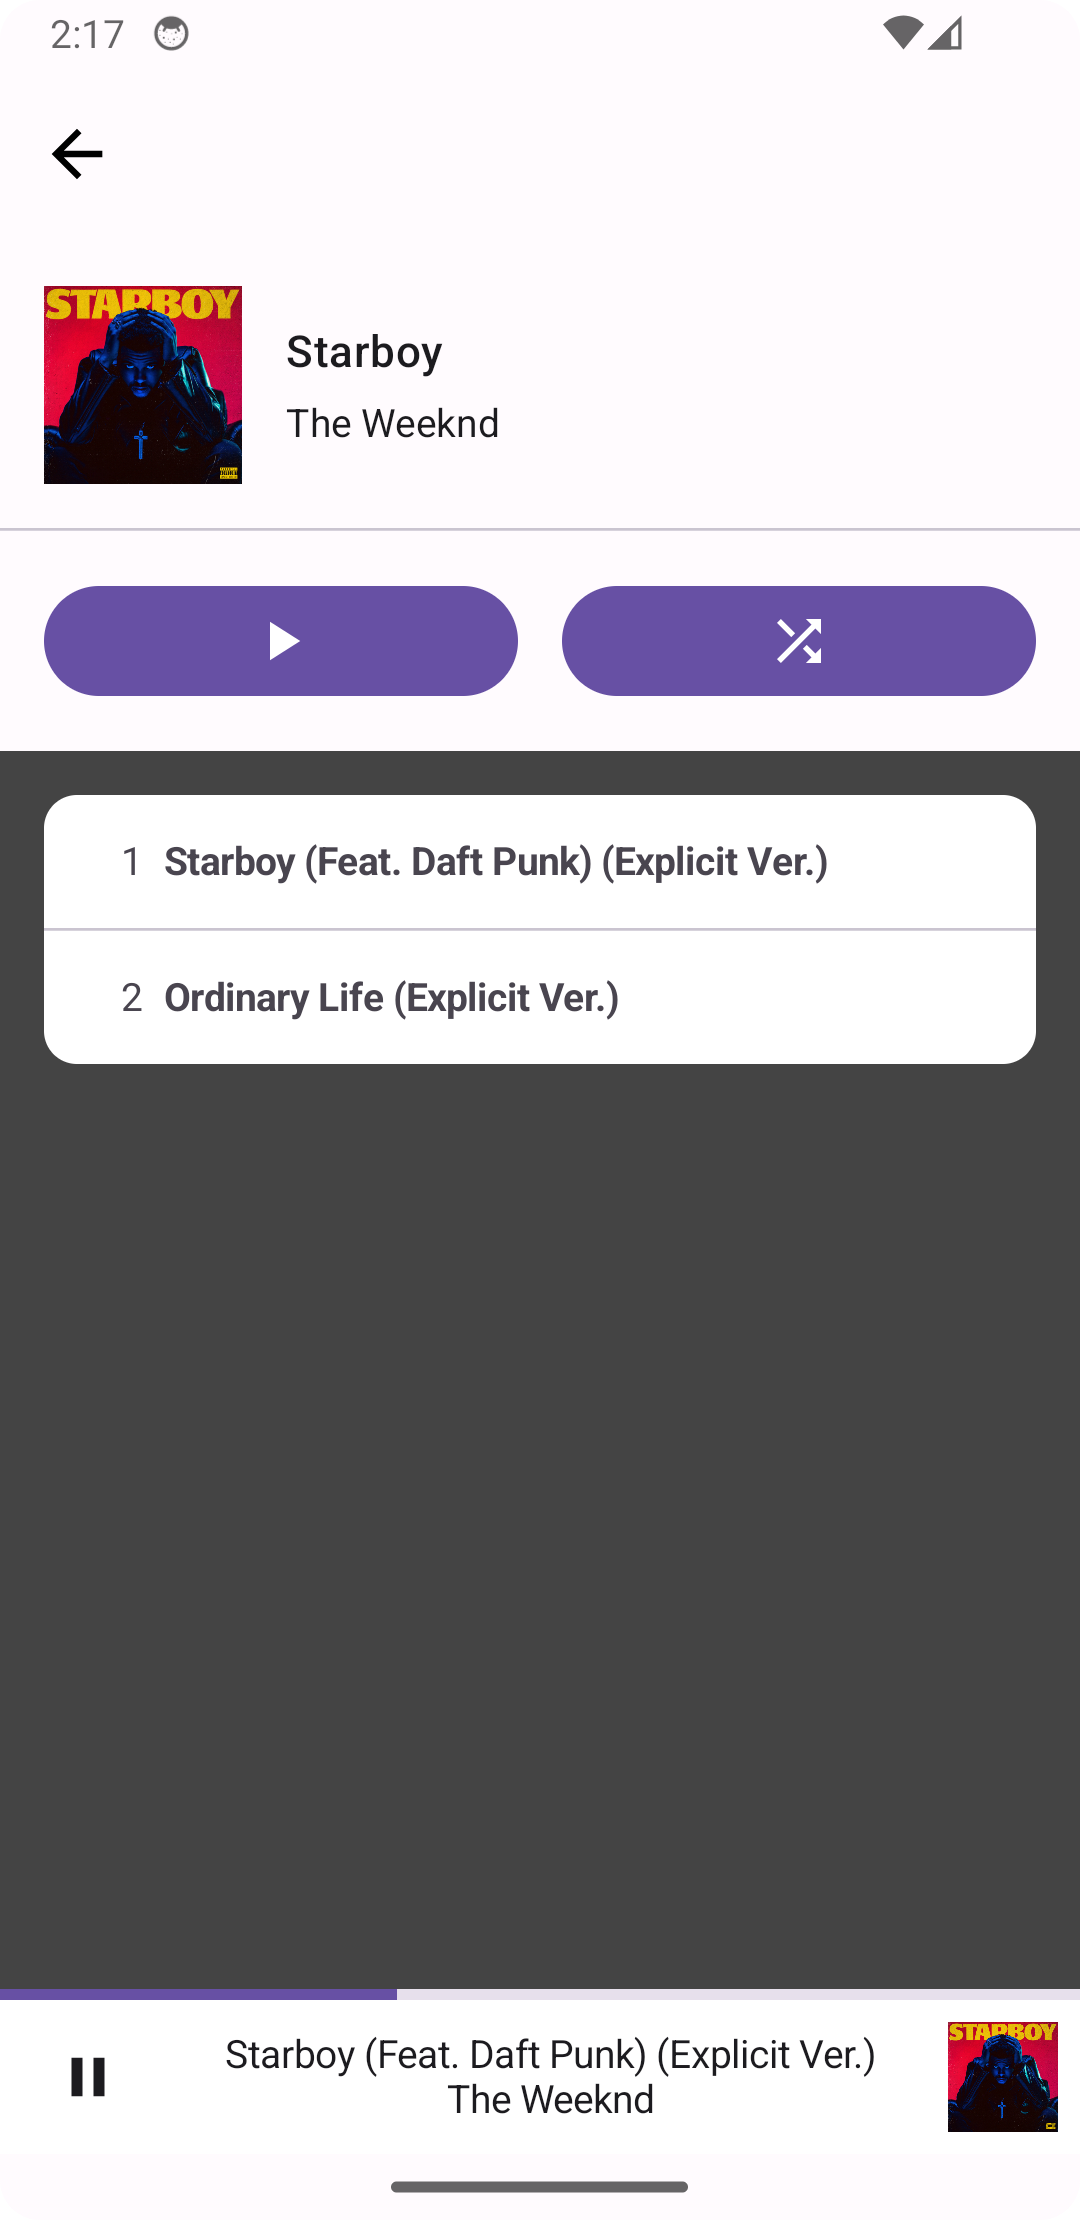 2:17
STARBOY
Starboy
The Weeknd
1 Starboy (Feat. Daft Punk) (Explicit Ver.)
2 Ordinary Life (Explicit Ver.)
Starboy (Feat. Daft Punk) (Explicit Ver.)
The Weeknd
STARBOY